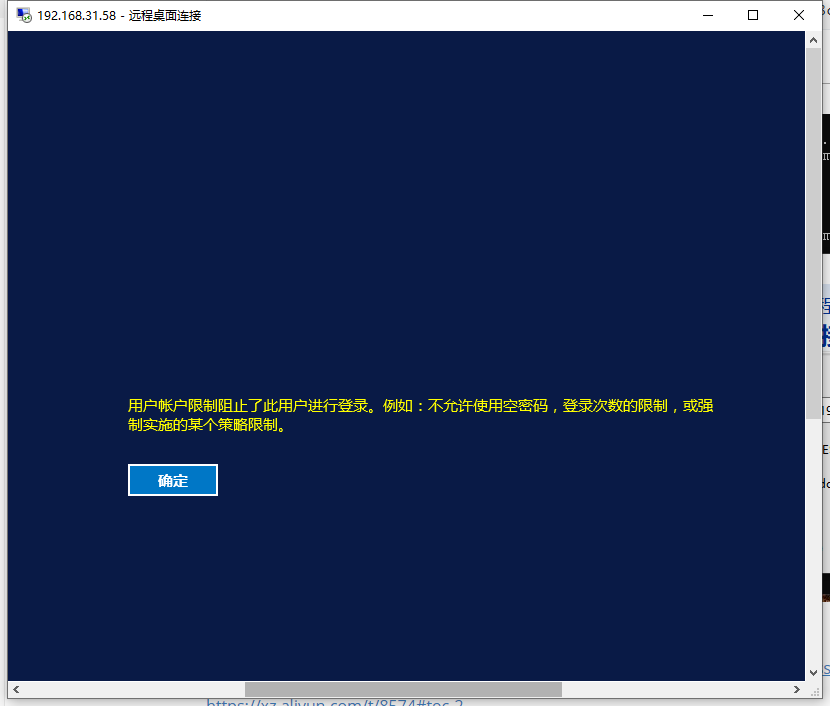 192.168.31.58 - 远程桌面连接
用户帐户限制阻止了此用户进行登录。例如：不允许使用空密码，登录次数的限制，或强
制实施的某个策略限制。
确定
https://xz.aliyun.com/t/8574#toc-2